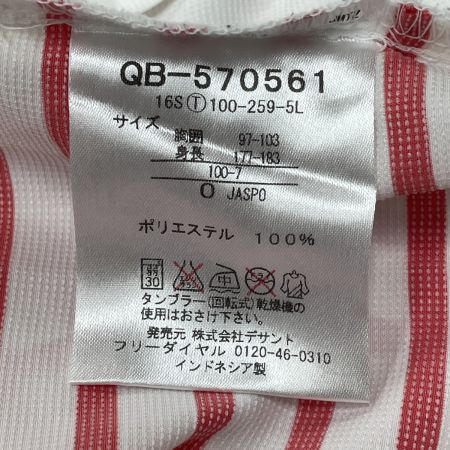 QB-570561
16S Ⓣ 100-259-5L
サイズ
胸囲 97-103
身長 177-183
100-7
O JASPO
ポリエステル 100%
30 中
タンブラー(回転式)乾燥機の
使用はおさけ下さい。
発売元 株式会社デサント
フリーダイヤル 0120-46-0310
インドネシア製